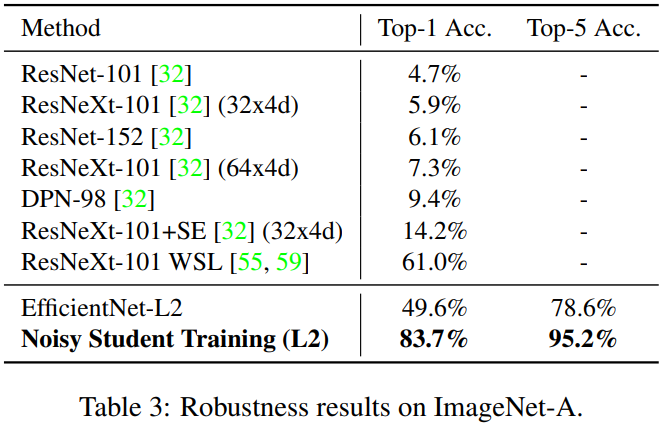 Method Top-1 Acc. Top-5 Acc.
ResNet-101 [32] 4.7% -
ResNeXt-101 [32] (32x4d) 5.9% -
ResNet-152 [32] 6.1% -
ResNeXt-101 [32] (64x4d) 7.3% -
DPN-98 [32] 9.4% -
ResNeXt-101+SE [32] (32x4d) 14.2% -
ResNeXt-101 WSL [55, 59] 61.0% -
EfficientNet-L2 49.6% 78.6%
Noisy Student Training (L2) 83.7% 95.2%
Table 3: Robustness results on ImageNet-A.